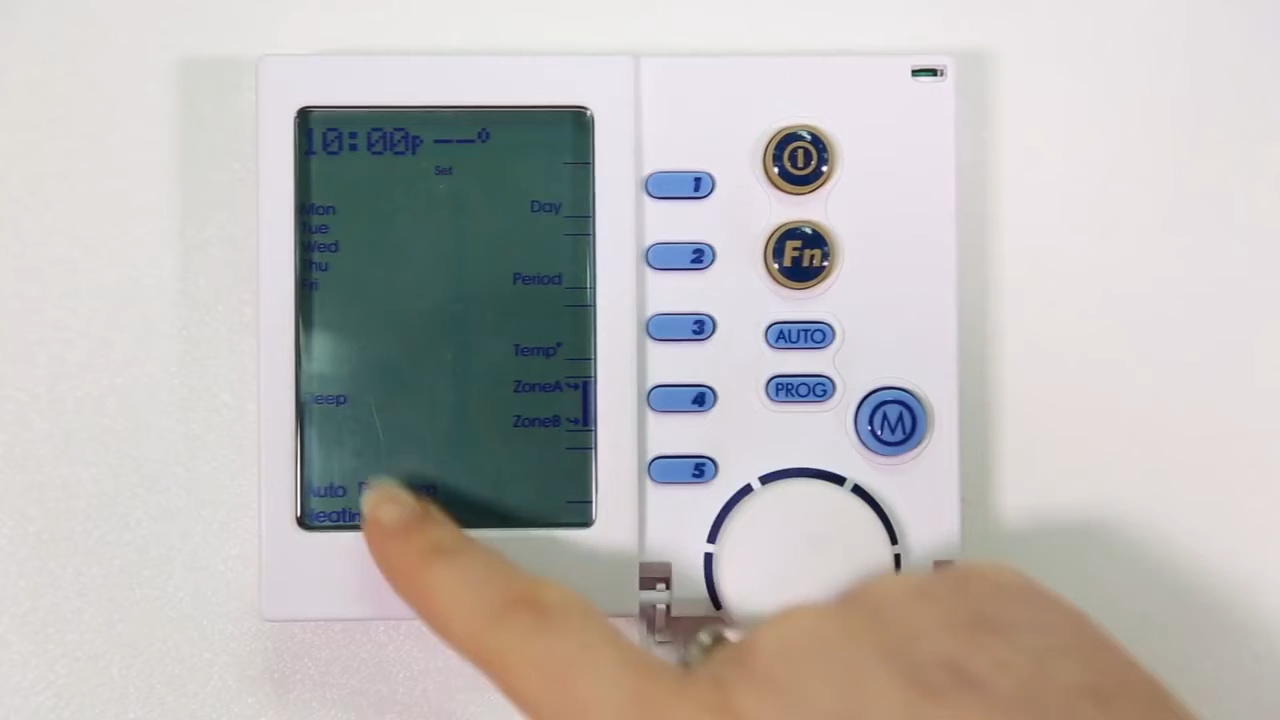 10:00p --°
Set
Mon
Tue
Wed
Thu
Fri
Day
Period
Temp°
ZoneA
Sleep
ZoneB
Auto
1
2
3
4
5
Fn
AUTO
PROG
M